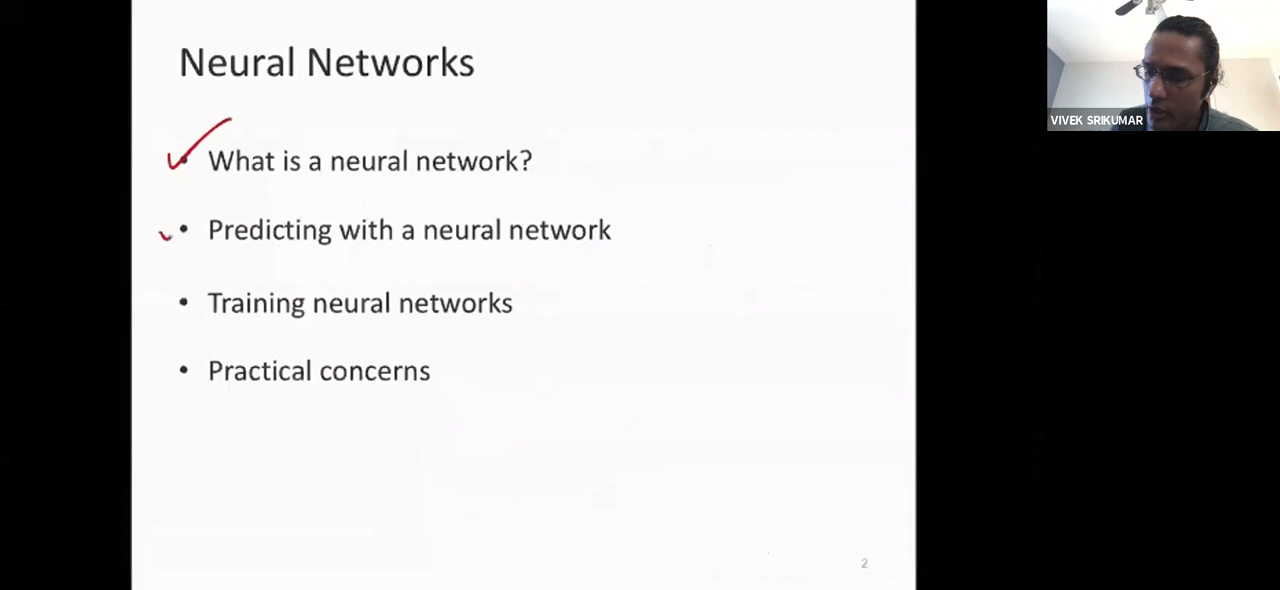 Neural Networks
• What is a neural network?
• Predicting with a neural network
• Training neural networks
• Practical concerns
2
VIVEK SRIKUMAR